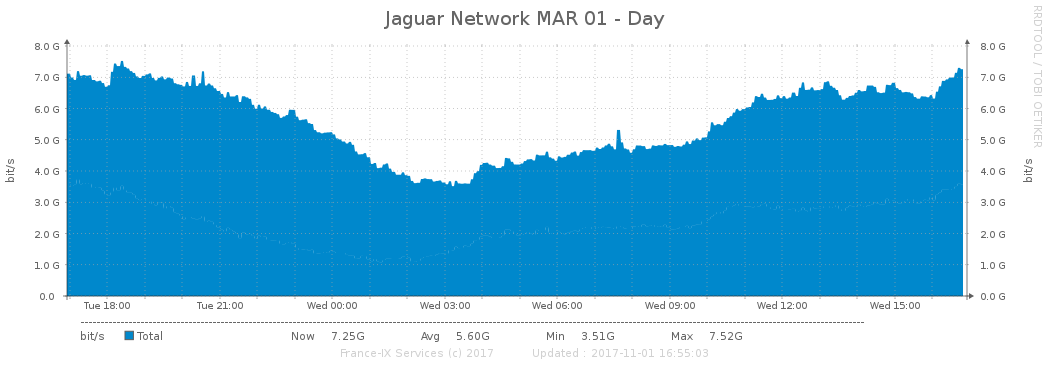 Jaguar Network MAR 01 - Day
RRDTOOL / TOBI OETIKER
bit/s
8.0 G
7.0 G
6.0 G
5.0 G
4.0 G
3.0 G
2.0 G
1.0 G
0.0
8.0 G
7.0 G
6.0 G
5.0 G
4.0 G
3.0 G
2.0 G
1.0 G
0.0 G
bit/s
Tue 18:00 Tue 21:00 Wed 00:00 Wed 03:00 Wed 06:00 Wed 09:00 Wed 12:00 Wed 15:00
bit/s Total Now 7.25G Avg 5.60G Min 3.51G Max 7.52G
France-IX Services (c) 2017 Updated : 2017-11-01 16:55:03